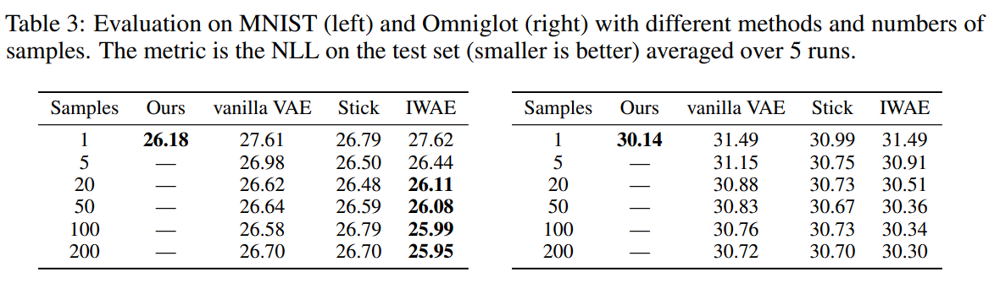 Table 3: Evaluation on MNIST (left) and Omniglot (right) with different methods and numbers of
samples. The metric is the NLL on the test set (smaller is better) averaged over 5 runs.
Samples Ours vanilla VAE Stick IWAE
1 26.18 27.61 26.79 27.62
5 — 26.98 26.50 26.44
20 — 26.62 26.48 26.11
50 — 26.64 26.59 26.08
100 — 26.58 26.79 25.99
200 — 26.70 26.70 25.95
Samples Ours vanilla VAE Stick IWAE
1 30.14 31.49 30.99 31.49
5 — 31.15 30.75 30.91
20 — 30.88 30.73 30.51
50 — 30.83 30.67 30.36
100 — 30.76 30.73 30.34
200 — 30.72 30.70 30.30